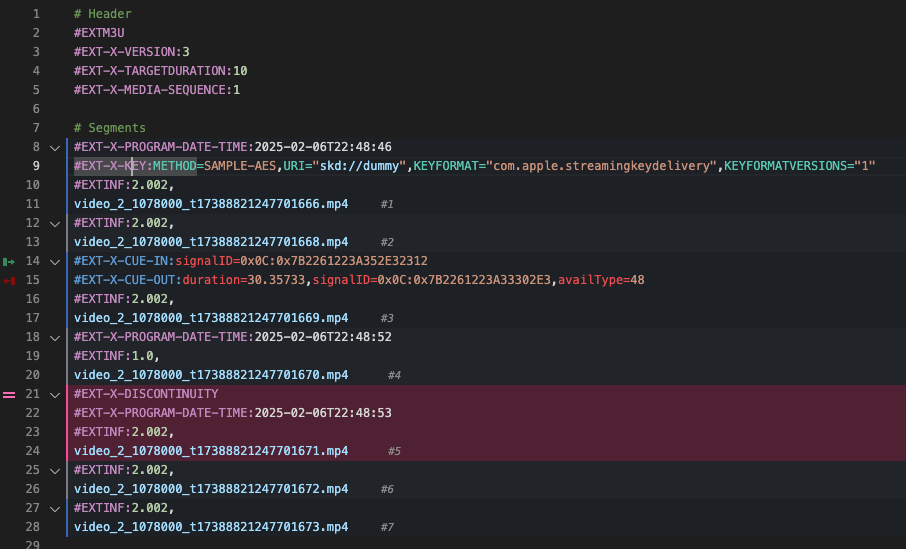 1 # Header
2 #EXTM3U
3 #EXT-X-VERSION:3
4 #EXT-X-TARGETDURATION:10
5 #EXT-X-MEDIA-SEQUENCE:1
6
7 # Segments
8 #EXT-X-PROGRAM-DATE-TIME:2025-02-06T22:48:46
9 #EXT-X-KEY:METHOD=SAMPLE-AES,URI="skd://dummy",KEYFORMAT="com.apple.streamingkeydelivery",KEYFORMATVERSIONS="1"
10 #EXTINF:2.002,
11 video_2_1078000_t17388821247701666.mp4 #1
12 #EXTINF:2.002,
13 video_2_1078000_t17388821247701668.mp4 #2
14 #EXT-X-CUE-IN:signalID=0x0C:0x7B2261223A352E32312
15 #EXT-X-CUE-OUT:duration=30.35733,signalID=0x0C:0x7B2261223A33302E3,availType=48
16 #EXTINF:2.002,
17 video_2_1078000_t17388821247701669.mp4 #3
18 #EXT-X-PROGRAM-DATE-TIME:2025-02-06T22:48:52
19 #EXTINF:1.0,
20 video_2_1078000_t17388821247701670.mp4 #4
21 #EXT-X-DISCONTINUITY
22 #EXT-X-PROGRAM-DATE-TIME:2025-02-06T22:48:53
23 #EXTINF:2.002,
24 video_2_1078000_t17388821247701671.mp4 #5
25 #EXTINF:2.002,
26 video_2_1078000_t17388821247701672.mp4 #6
27 #EXTINF:2.002,
28 video_2_1078000_t17388821247701673.mp4 #7
29